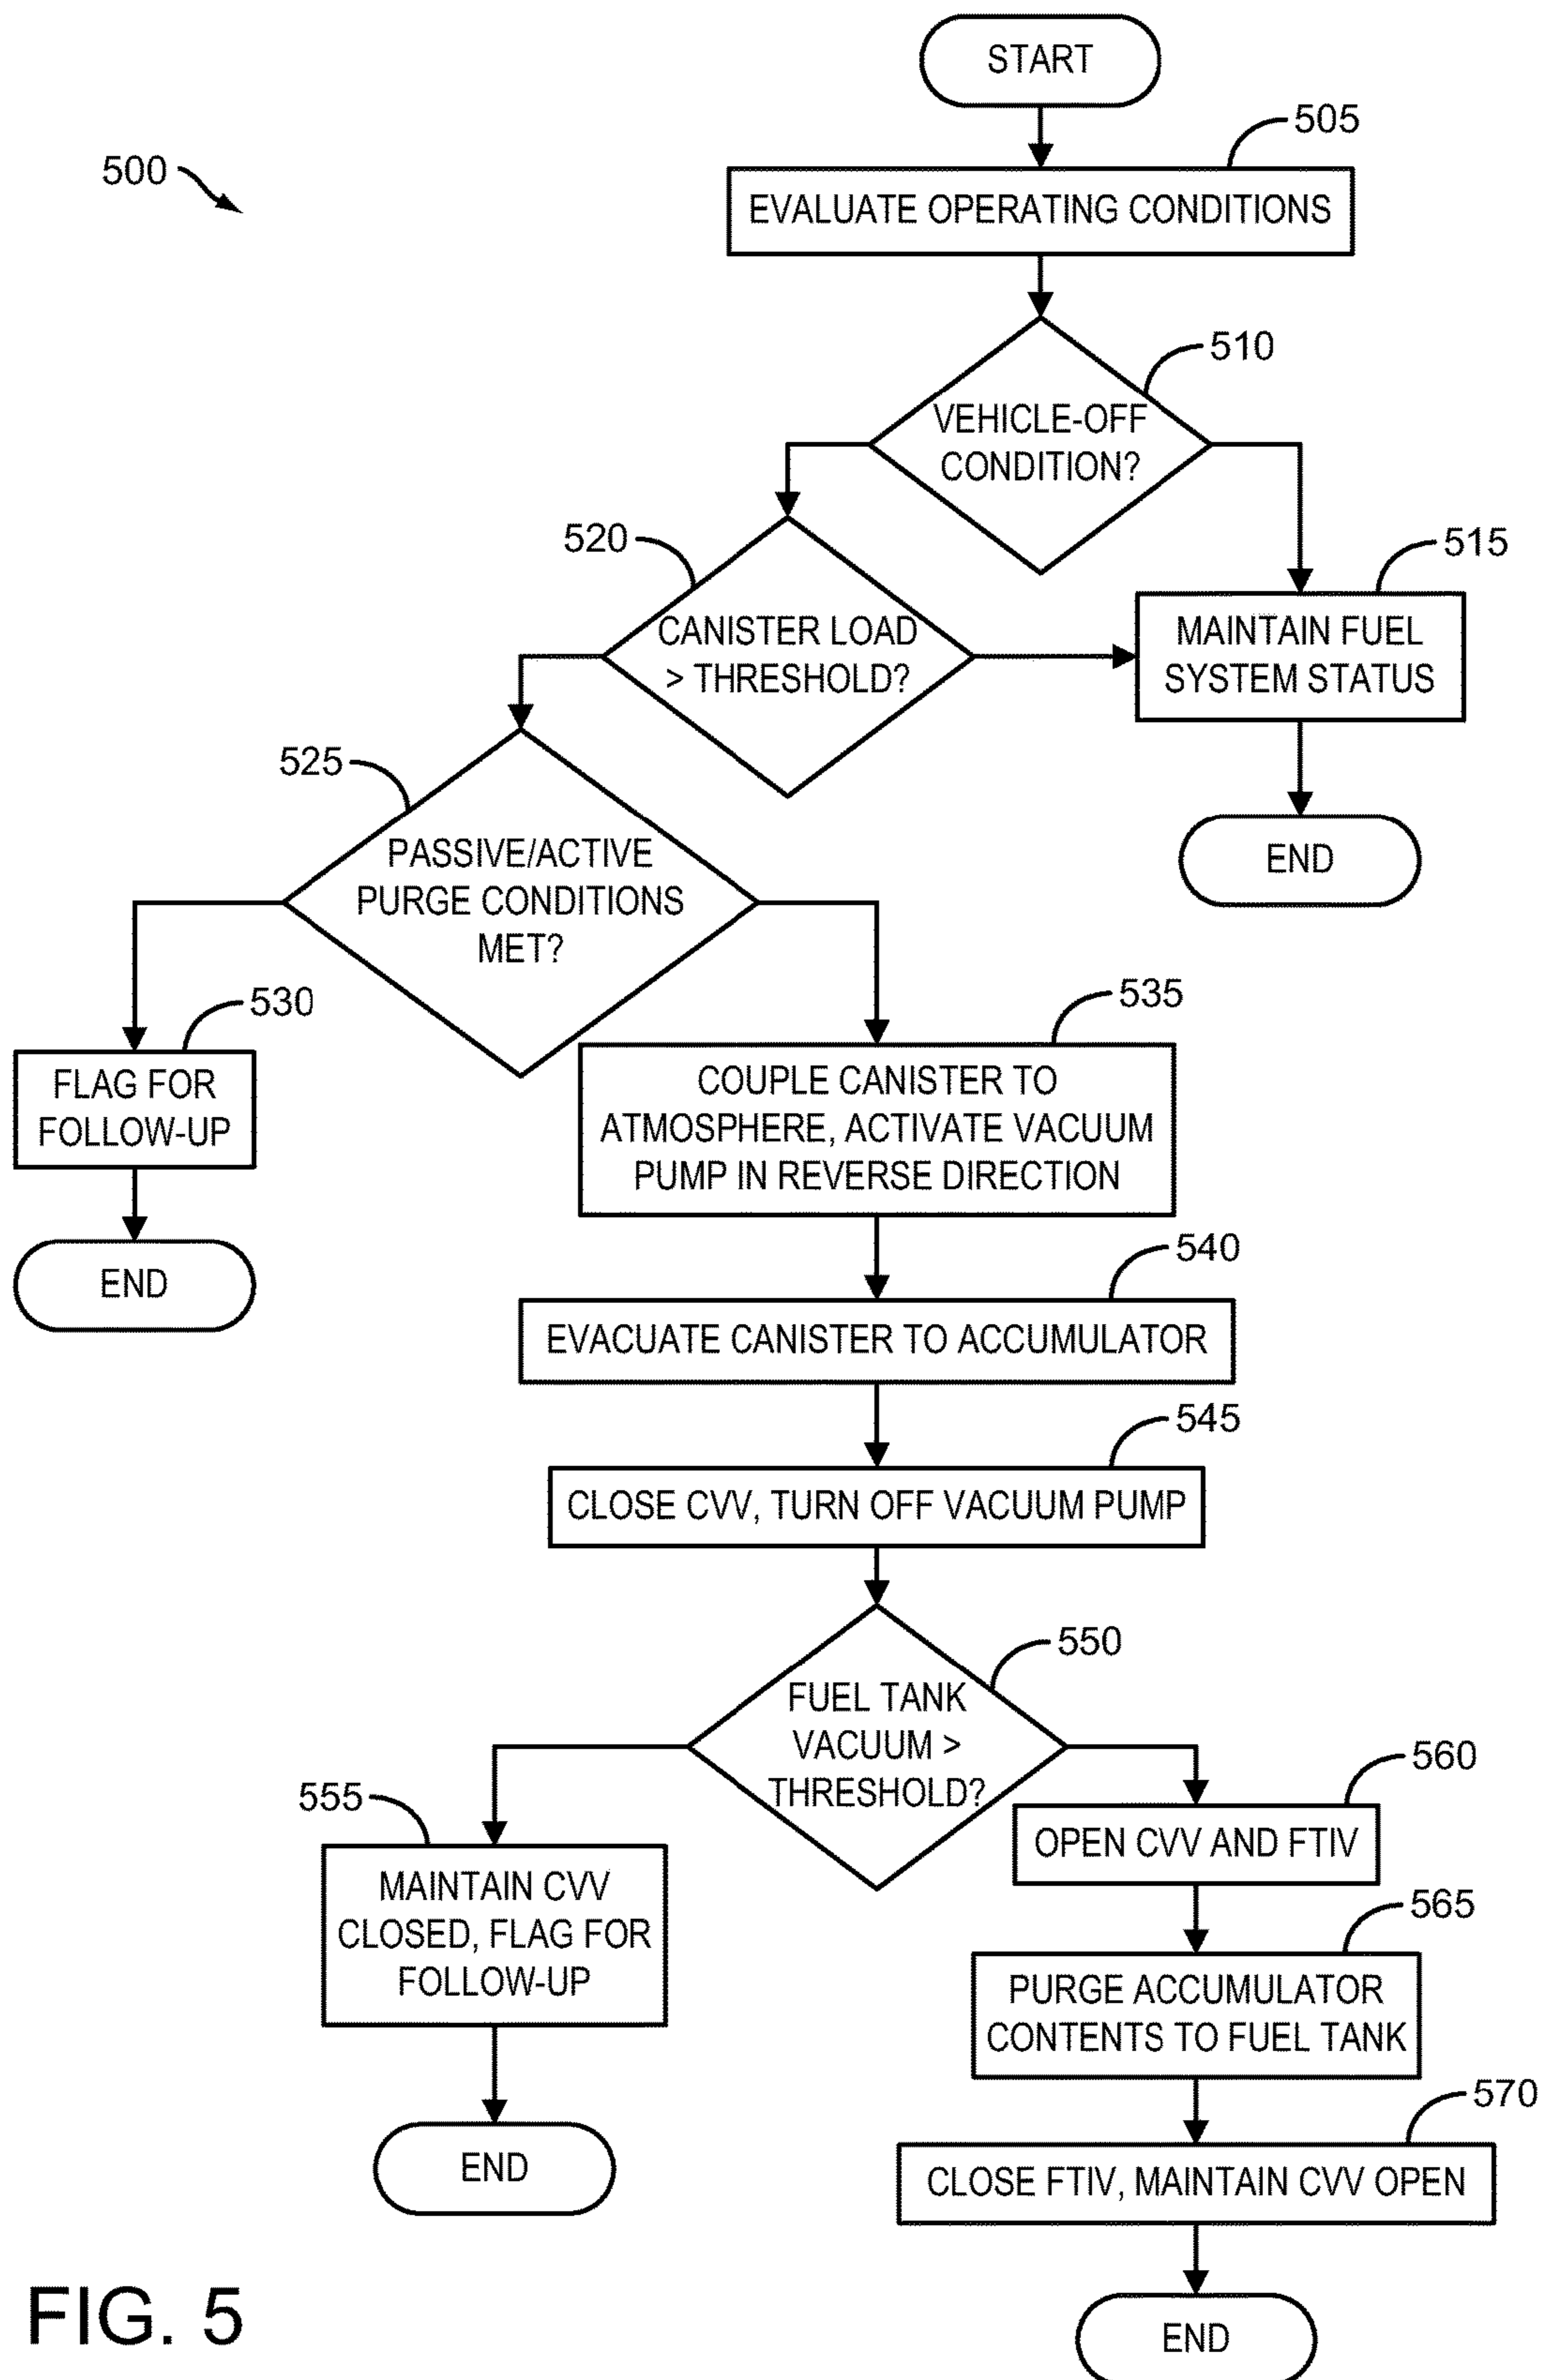 START
505
500
EVALUATE OPERATING CONDITIONS
510
VEHICLE-OFF
CONDITION?
520
515
CANISTER LOAD
> THRESHOLD?
MAINTAIN FUEL
SYSTEM STATUS
525
PASSIVE/ACTIVE
PURGE CONDITIONS
MET?
END
530
535
FLAG FOR
FOLLOW-UP
COUPLE CANISTER TO
ATMOSPHERE, ACTIVATE VACUUM
PUMP IN REVERSE DIRECTION
END
540
EVACUATE CANISTER TO ACCUMULATOR
545
CLOSE CVV, TURN OFF VACUUM PUMP
550
FUEL TANK
VACUUM >
THRESHOLD?
555
560
MAINTAIN CVV
CLOSED, FLAG FOR
FOLLOW-UP
OPEN CVV AND FTIV
565
PURGE ACCUMULATOR
CONTENTS TO FUEL TANK
570
END
CLOSE FTIV, MAINTAIN CVV OPEN
END
FIG. 5